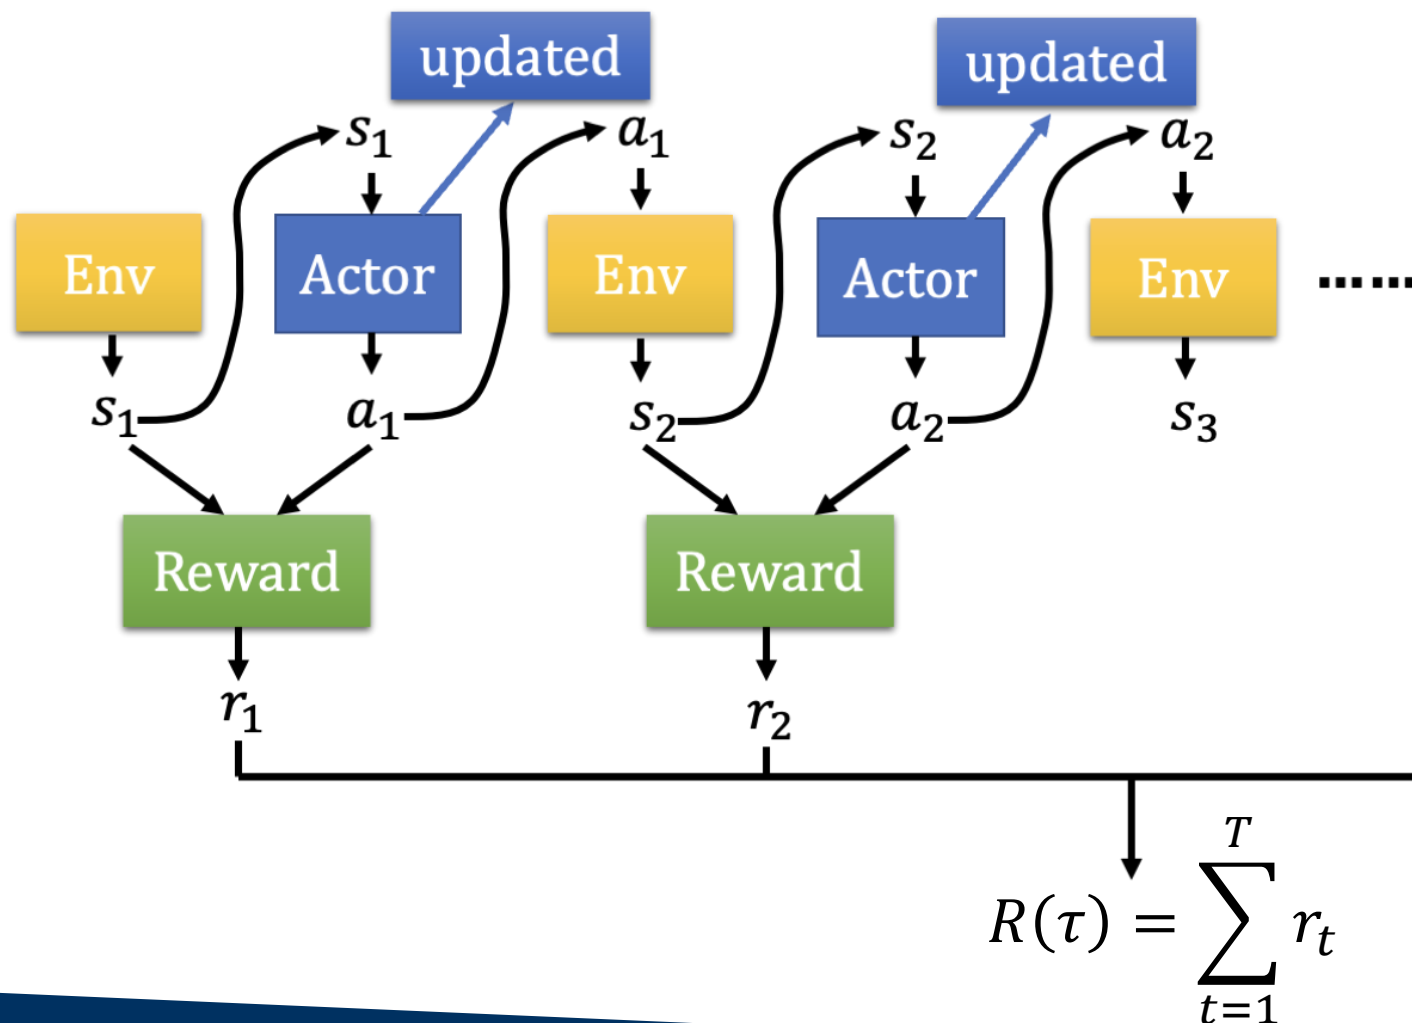 updated updated
s₁ a₁ s₂ a₂
Env Actor Env Actor Env ......
s₁ a₁ s₂ a₂ s₃
Reward Reward
r₁ r₂
R(τ) = ∑_{t=1}^{T} r_t